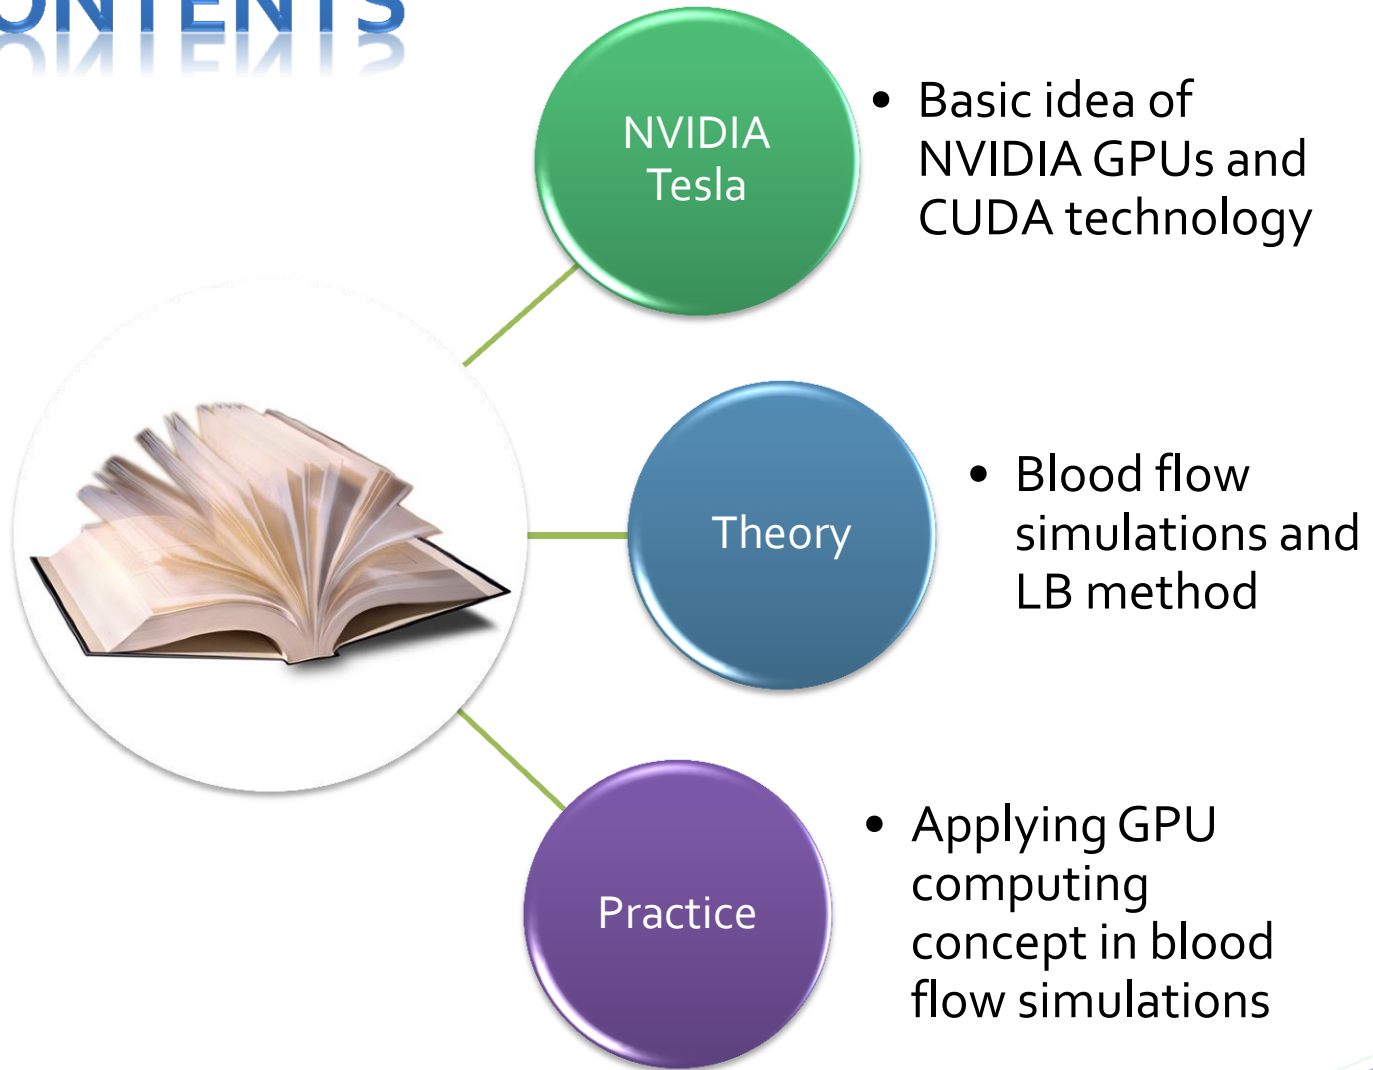 ONTENTS
NVIDIA
Tesla
• Basic idea of
NVIDIA GPUs and
CUDA technology
Theory
• Blood flow
simulations and
LB method
Practice
• Applying GPU
computing
concept in blood
flow simulations